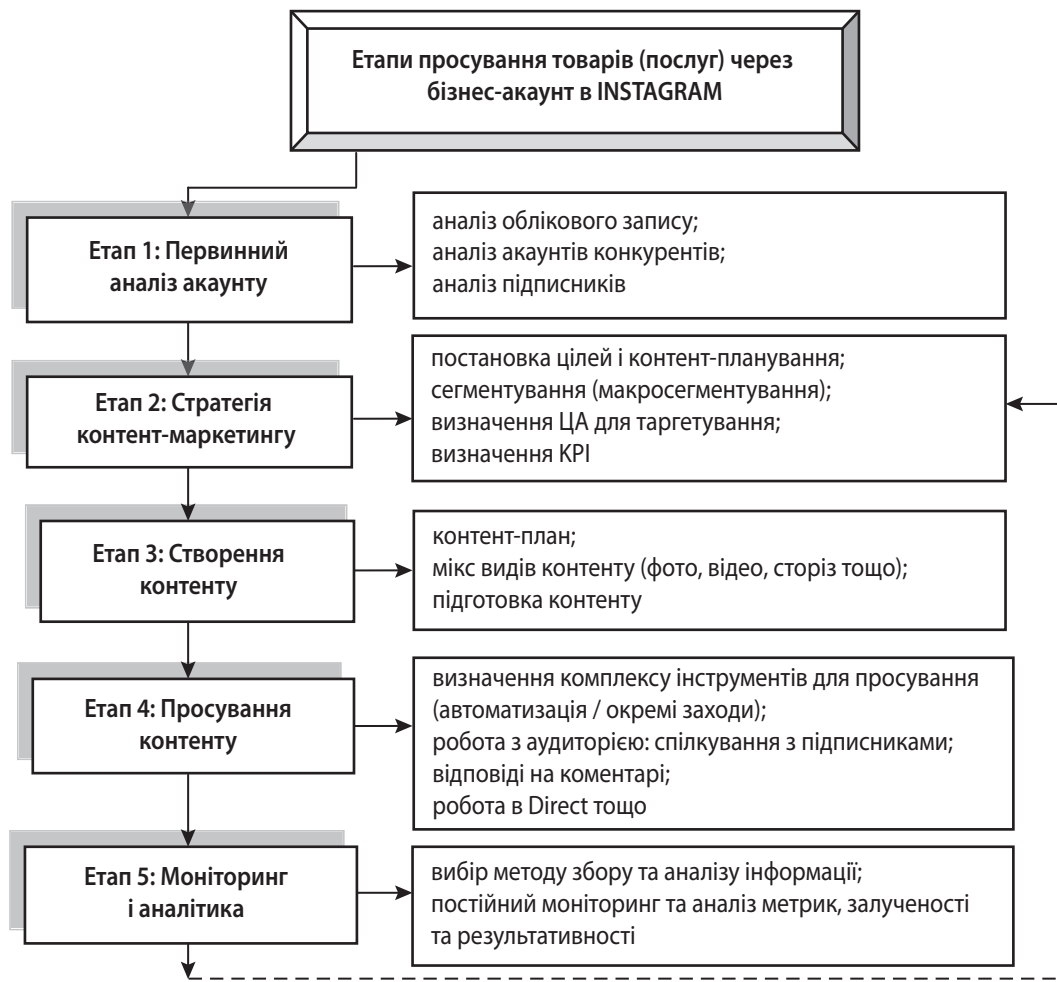 Етапи просування товарів (послуг) через
бізнес-акаунт в INSTAGRAM
Етап 1: Первинний
аналіз акаунту
аналіз облікового запису;
аналіз акаунтів конкурентів;
аналіз підписників
Етап 2: Стратегія
контент-маркетингу
постановка цілей і контент-планування;
сегментування (макросегментування);
визначення ЦА для таргетування;
визначення KPI
Етап 3: Створення
контенту
контент-план;
мікс видів контенту (фото, відео, сторіз тощо);
підготовка контенту
Етап 4: Просування
контенту
визначення комплексу інструментів для просування
(автоматизація / окремі заходи);
робота з аудиторією: спілкування з підписниками;
відповіді на коментарі;
робота в Direct тощо
Етап 5: Моніторинг
і аналітика
вибір методу збору та аналізу інформації;
постійний моніторинг та аналіз метрик, залученості
та результативності